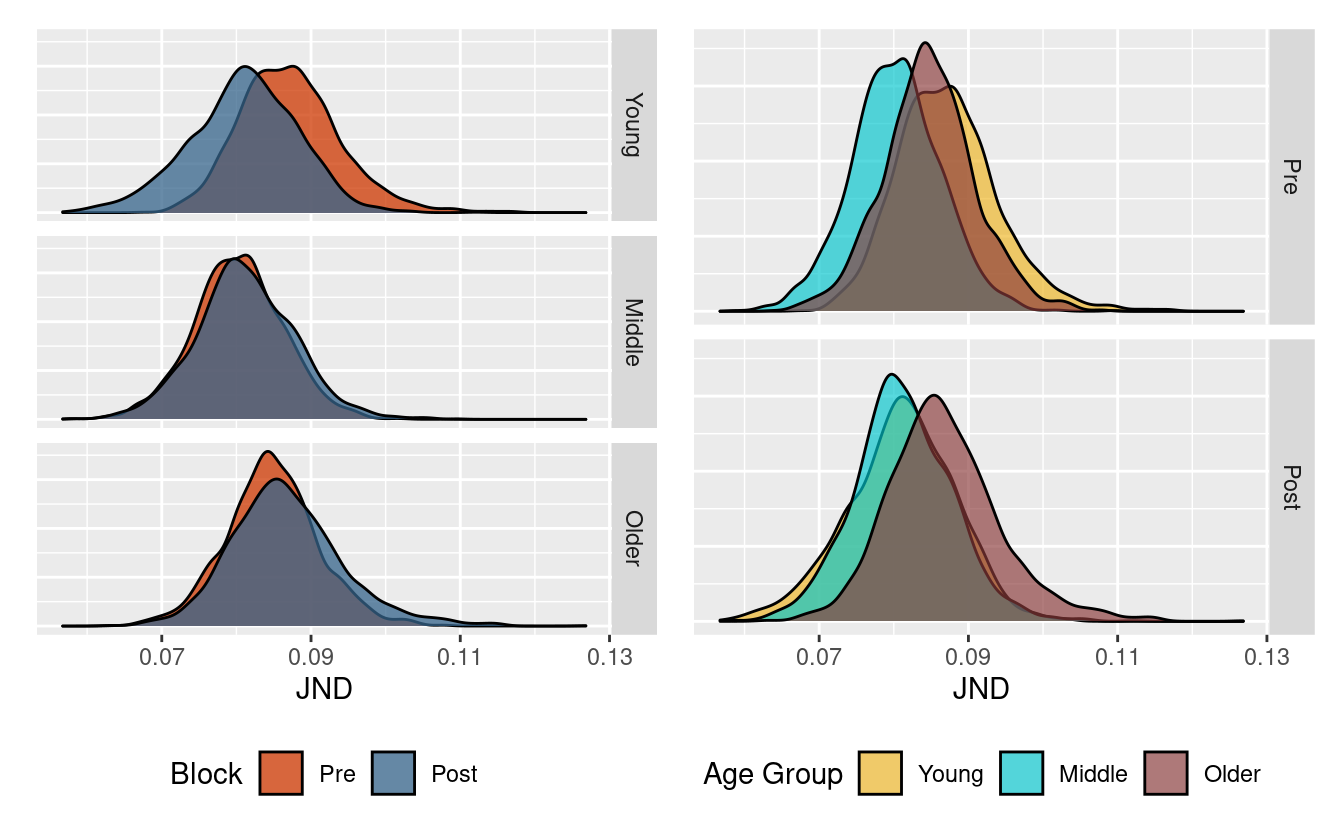 Young
Middle
Older
0.07 0.09 0.11 0.13
JND
Block Pre Post
Pre
Post
0.07 0.09 0.11 0.13
JND
Age Group Young Middle Older